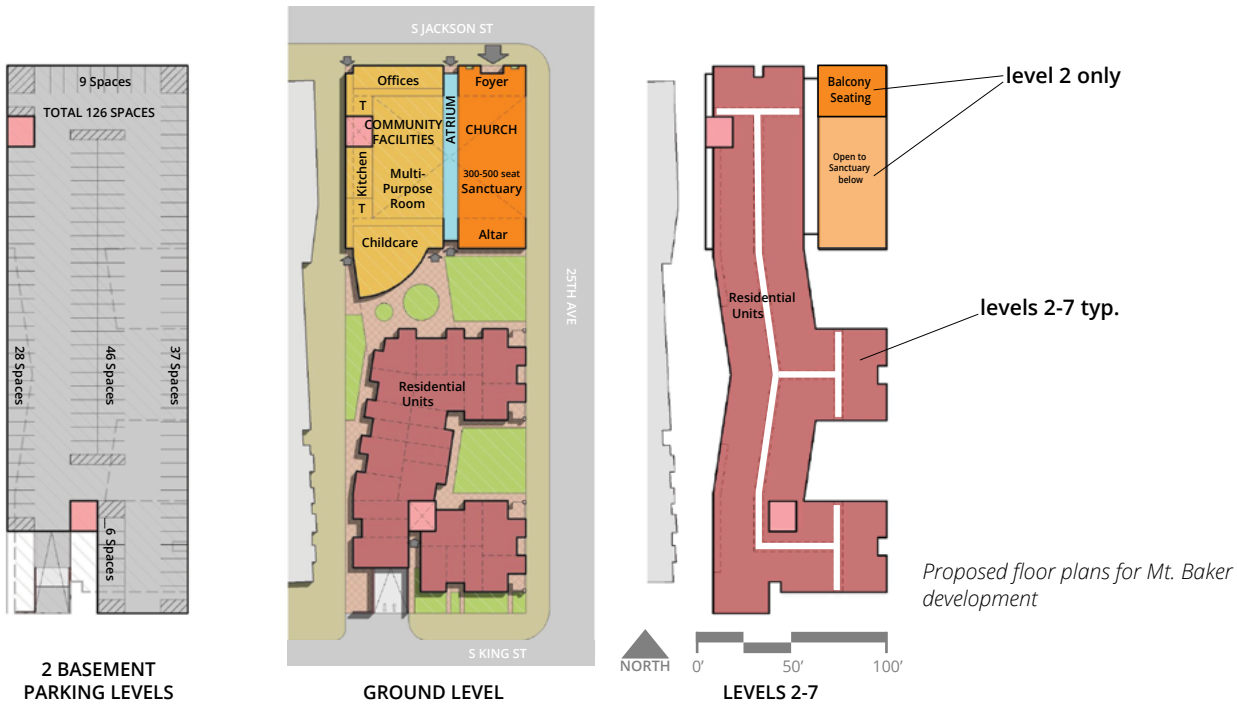 9 Spaces
TOTAL 126 SPACES
28 Spaces
46 Spaces
37 Spaces
6 Spaces
2 BASEMENT
PARKING LEVELS
S JACKSON ST
Offices
T
COMMUNITY
FACILITIES
Kitchen
Multi-
Purpose
Room
T
Childcare
ATRIUM
Foyer
CHURCH
300-500 seat
Sanctuary
Altar
25TH AVE
Residential
Units
S KING ST
GROUND LEVEL
Balcony
Seating
Open to
Sanctuary
below
level 2 only
Residential
Units
levels 2-7 typ.
Proposed floor plans for Mt. Baker
development
NORTH
0’
50’
100’
LEVELS 2-7